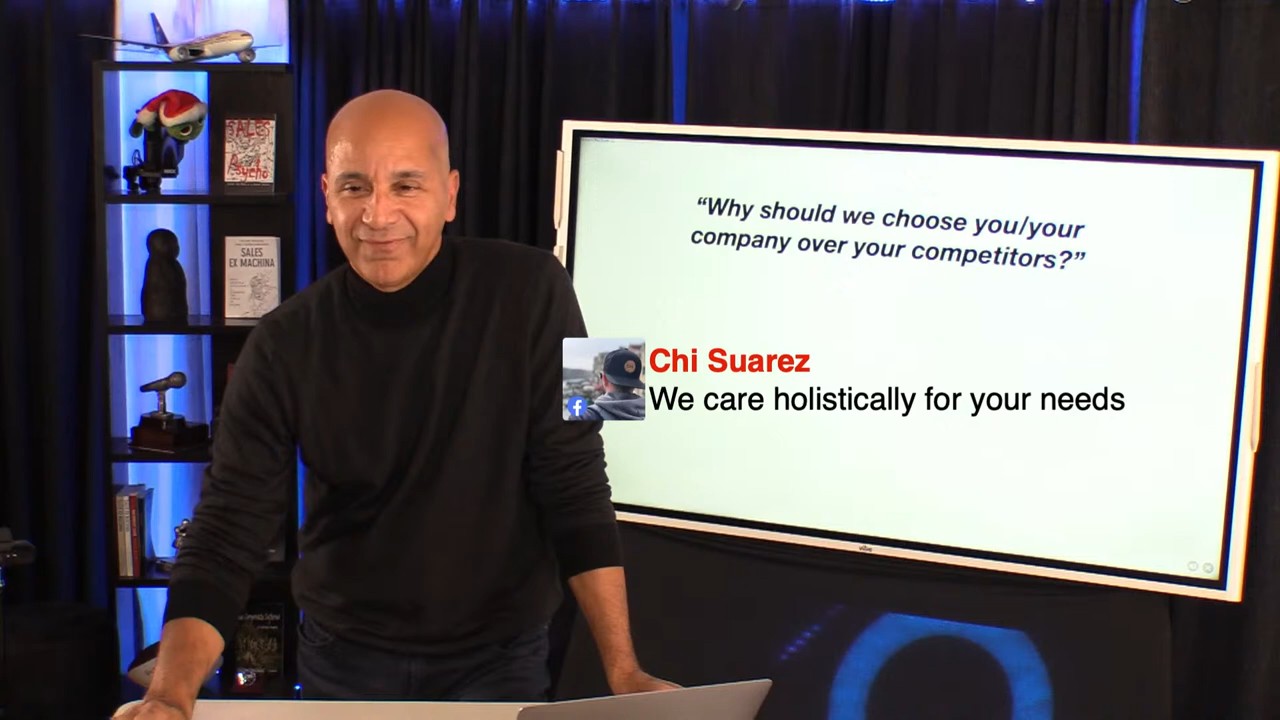 SALES
Psycho
SALES
EX MACHINA
“Why should we choose you/your
company over your competitors?”
Chi Suarez
We care holistically for your needs
vibe